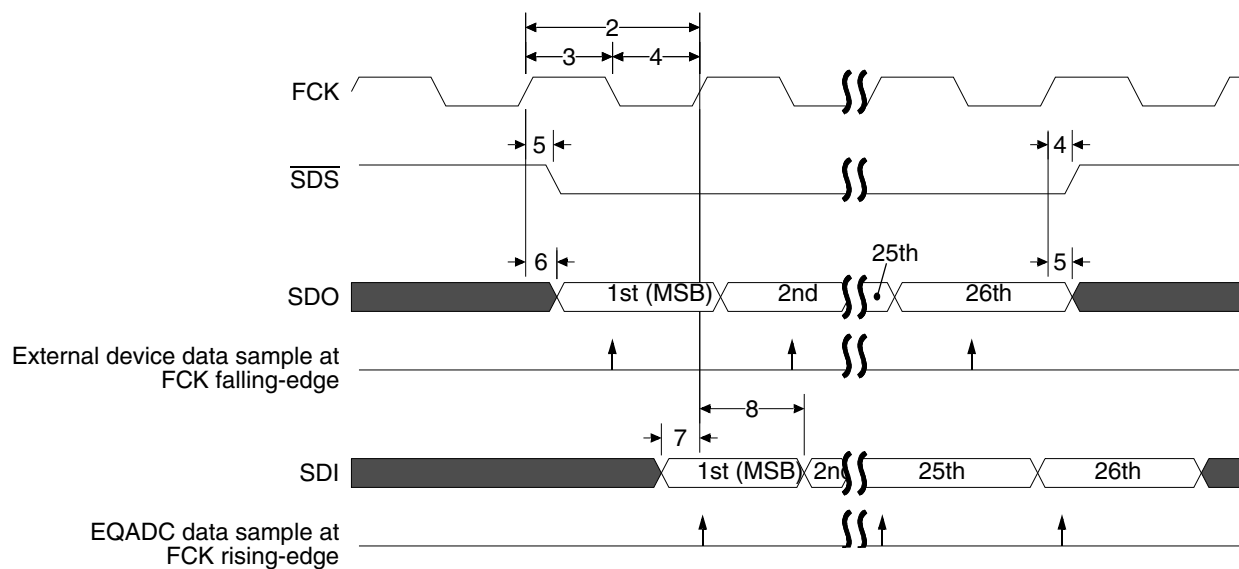 2
3 4
FCK
5 4
SDS
25th
6 5
SDO 1st (MSB) 2nd 26th
External device data sample at
FCK falling-edge
8
7
SDI 1st (MSB) 2nd 25th 26th
EQADC data sample at
FCK rising-edge